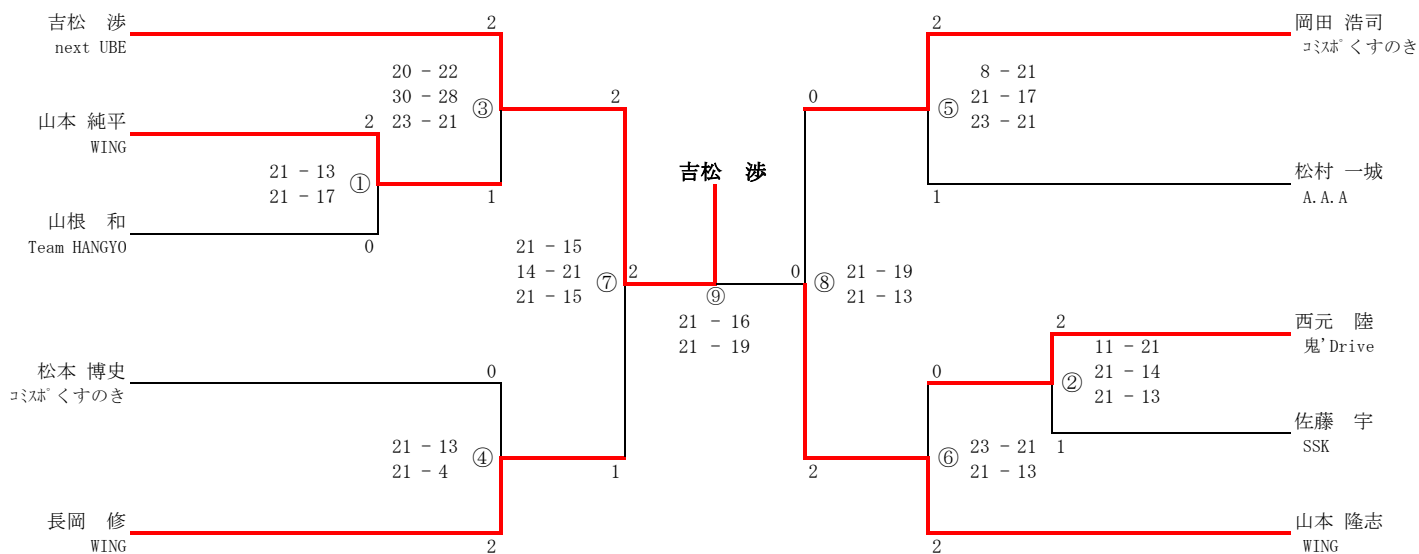 吉松　渉
next UBE
2
20 - 22
30 - 28
23 - 21
③
2
山本 純平
WING
2
21 - 13
21 - 17
①
1
山根　和
Team HANGYO
0
21 - 15
14 - 21
21 - 15
⑦
2
松本 博史
ｺﾐｽﾎﾟくすのき
0
21 - 13
21 - 4
④
1
長岡　修
WING
2
吉松　渉
⑨
21 - 16
21 - 19
2
岡田 浩司
ｺﾐｽﾎﾟくすのき
0
⑤
8 - 21
21 - 17
23 - 21
松村 一城
A.A.A
1
0
⑧
21 - 19
21 - 13
2
西元　陸
鬼'Drive
0
②
11 - 21
21 - 14
21 - 13
佐藤　宇
SSK
1
2
⑥
23 - 21
21 - 13
山本 隆志
WING
2